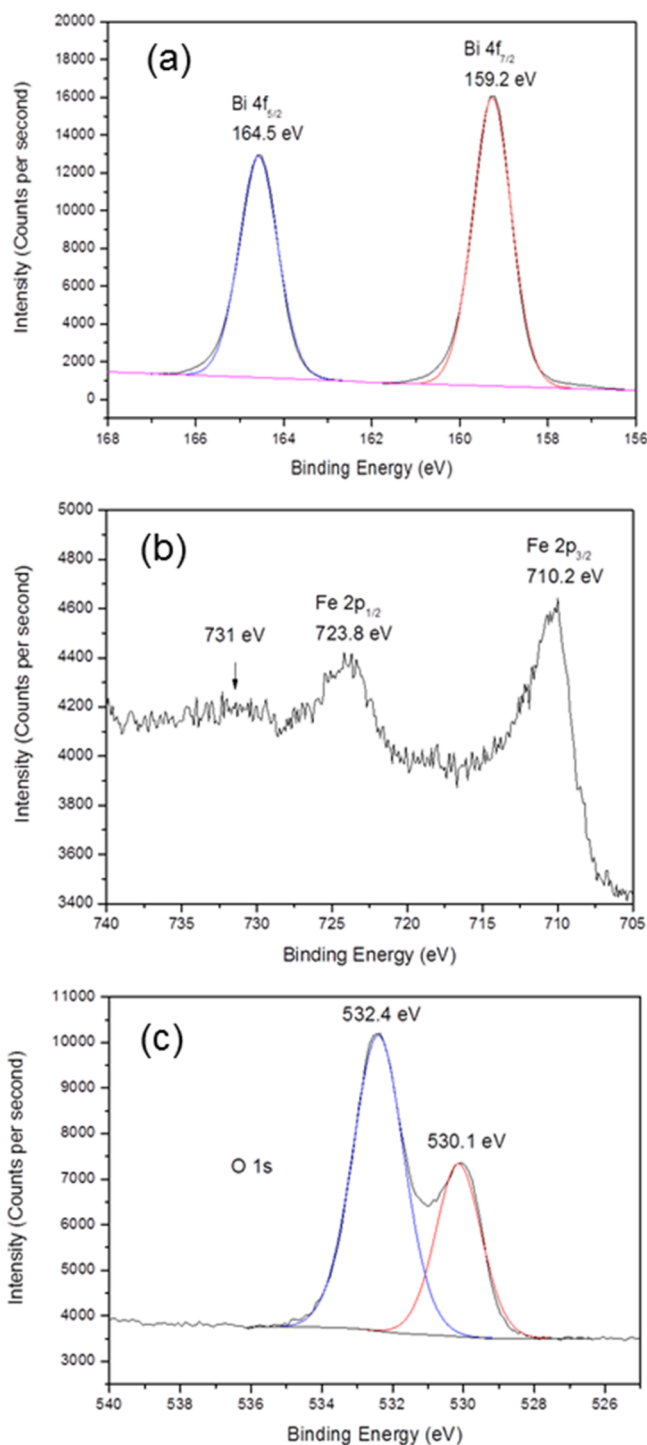 (a)
Bi 4f5/2
164.5 eV
Bi 4f7/2
159.2 eV
20000
18000
16000
14000
12000
10000
8000
6000
4000
2000
0
Intensity (Counts per second)
168 166 164 162 160 158 156
Binding Energy (eV)
(b)
731 eV
Fe 2p1/2
723.8 eV
Fe 2p3/2
710.2 eV
5000
4800
4600
4400
4200
4000
3800
3600
3400
Intensity (Counts per second)
740 735 730 725 720 715 710 705
Binding Energy (eV)
(c)
532.4 eV
530.1 eV
O 1s
11000
10000
9000
8000
7000
6000
5000
4000
3000
Intensity (Counts per second)
540 538 536 534 532 530 528 526
Binding Energy (eV)